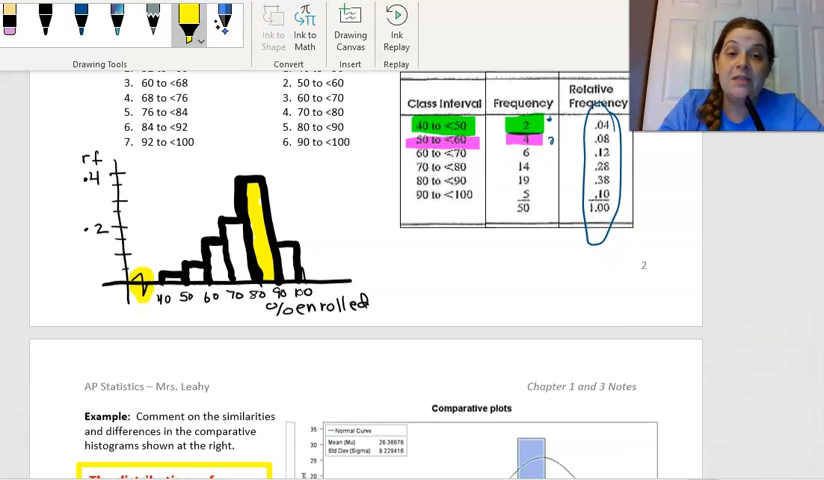 Ink to
Shape
Ink to
Math
Drawing
Canvas
Ink
Replay
Drawing Tools
Convert
Insert
Replay
3. 60 to <68
4. 68 to <76
5. 76 to <84
6. 84 to <92
7. 92 to <100
2. 50 to <60
3. 60 to <70
4. 70 to <80
5. 80 to <90
6. 90 to <100
Class Interval Frequency Relative Frequency
40 to <50 2 .04
50 to <60 4 .08
60 to <70 6 .12
70 to <80 14 .28
80 to <90 19 .38
90 to <100 5 .10
50 1.00
rf
.4
.2
40 50 60 70 80 90 100
% enrolled
2
AP Statistics – Mrs. Leahy
Chapter 1 and 3 Notes
Example: Comment on the similarities
and differences in the comparative
histograms shown at the right.
The distributions of
Comparative plots
Normal Curve
Mean (Mu) 26.38676
Std Dev (Sigma) 9.229416
35
30
25
20